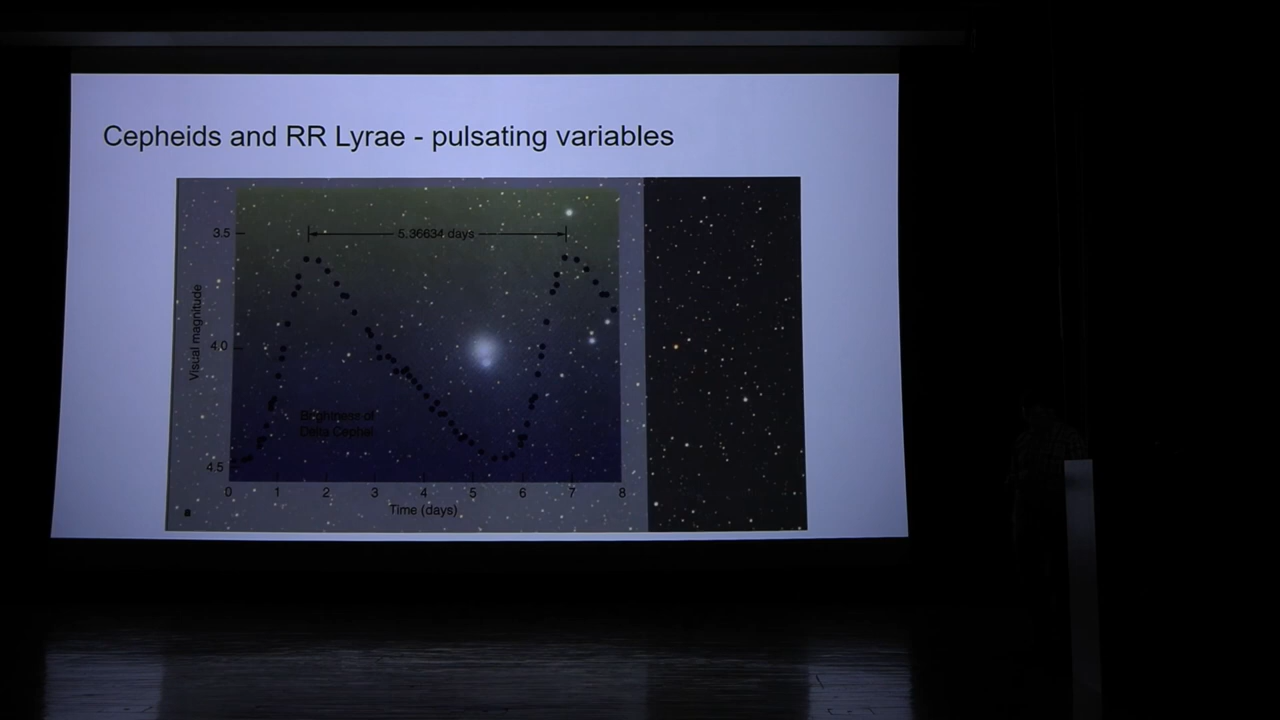 Cepheids and RR Lyrae - pulsating variables
3.5
5.36634 days
Visual magnitude
4.0
Brightness of
Delta Cephei
4.5
0 1 2 3 4 5 6 7 8
Time (days)
a